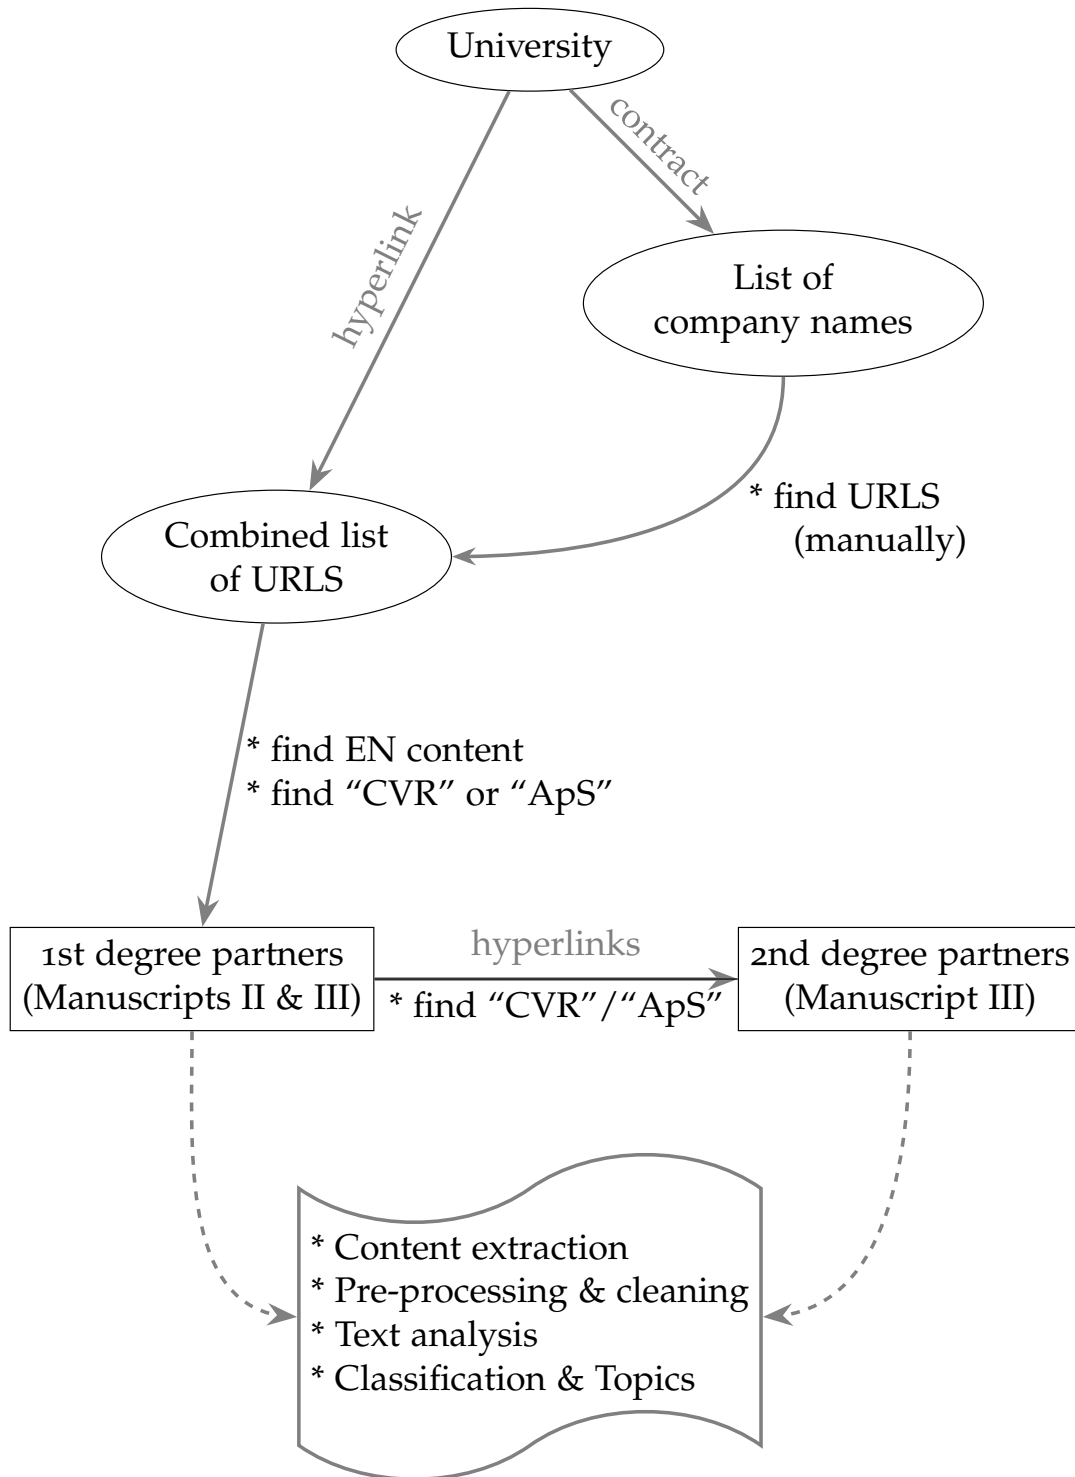 University
contract
hyperlink
List of
company names
* find URLS
(manually)
Combined list
of URLS
* find EN content
* find “CVR” or “ApS”
1st degree partners
(Manuscripts II & III)
hyperlinks
* find “CVR”/“ApS”
2nd degree partners
(Manuscript III)
* Content extraction
* Pre-processing & cleaning
* Text analysis
* Classification & Topics